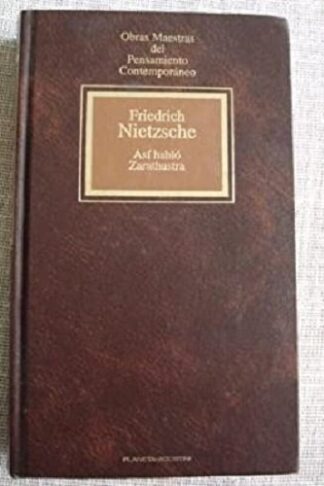 Obras Maestras
del
Pensamiento
Contemporáneo
Friedrich
Nietzsche
Así habló
Zarathustra
PLANETA-AGOSTINI